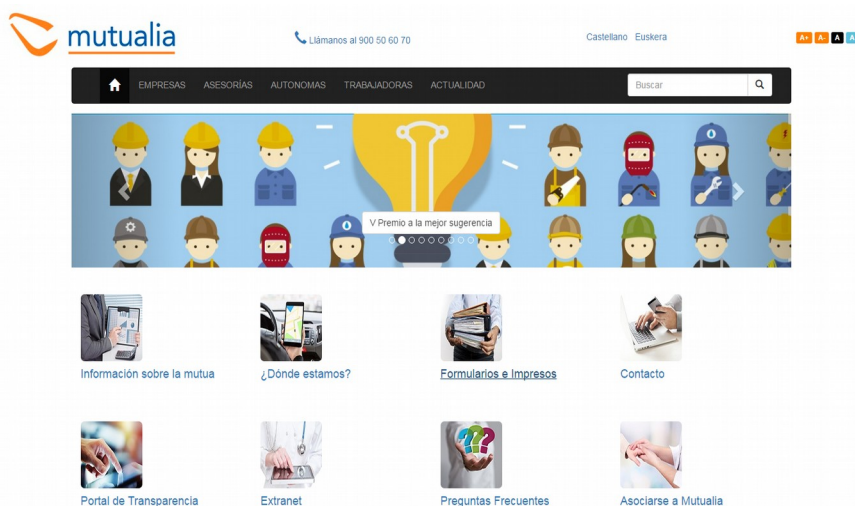 mutualia
Llámanos al 900 50 60 70
Castellano Euskera
A+ A- A A
EMPRESAS ASESORÍAS AUTONOMAS TRABAJADORAS ACTUALIDAD
Buscar
V Premio a la mejor sugerencia
Información sobre la mutua
¿Dónde estamos?
Formularios e Impresos
Contacto
Portal de Transparencia
Extranet
Preguntas Frecuentes
Asociarse a Mutualia